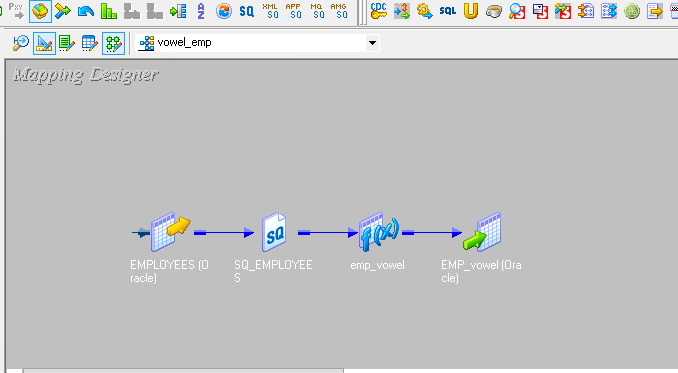 Pxy
A
Z
SQ
XML
SQ
APP
SQ
MQ
SQ
AMG
SQ
U
CDC
SQL
U
vowel_emp
Mapping Designer
SQ
f(x)
EMPLOYEES (O
racle)
SQ_EMPLOYEE
S
emp_vowel
EMP_vowel (Ora
cle)